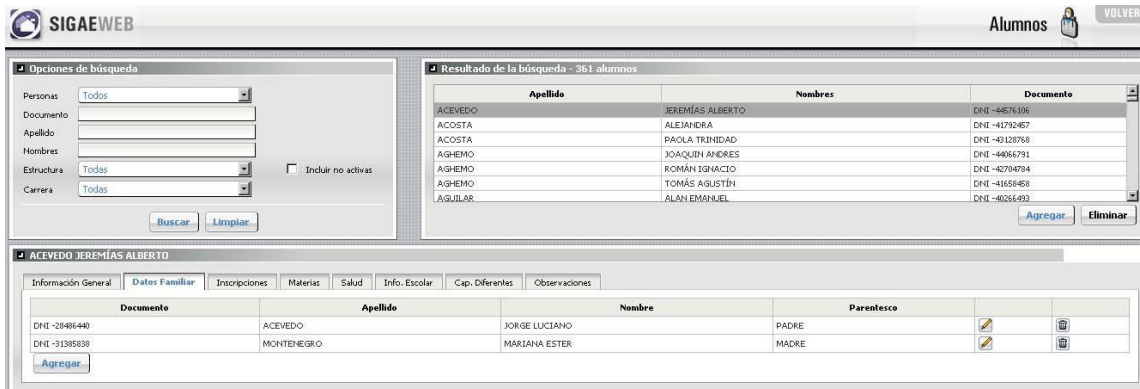 SIGAEWEB
Alumnos
VOLVER
Opciones de búsqueda
Personas Todos
Documento
Apellido
Nombres
Estructura Todas Incluir no activas
Carrera Todas
Buscar Limpiar
Resultado de la búsqueda - 361 alumnos
Apellido Nombres Documento
ACEVEDO JEREMÍAS ALBERTO DNI -44576106
ACOSTA ALEJANDRA DNI -41792457
ACOSTA PAOLA TRINIDAD DNI -43128768
AGHEMO JOAQUIN ANDRES DNI -44066791
AGHEMO ROMÁN IGNACIO DNI -42704784
AGHEMO TOMÁS AGUSTÍN DNI -41658458
AGUILAR ALAN EMANUEL DNI -40266493
Agregar Eliminar
ACEVEDO JEREMÍAS ALBERTO
Información General Datos Familiar Inscripciones Materias Salud Info. Escolar Cap. Diferentes Observaciones
Documento Apellido Nombre Parentesco
DNI -28486440 ACEVEDO JORGE LUCIANO PADRE
DNI -31385838 MONTENEGRO MARIANA ESTER MADRE
Agregar